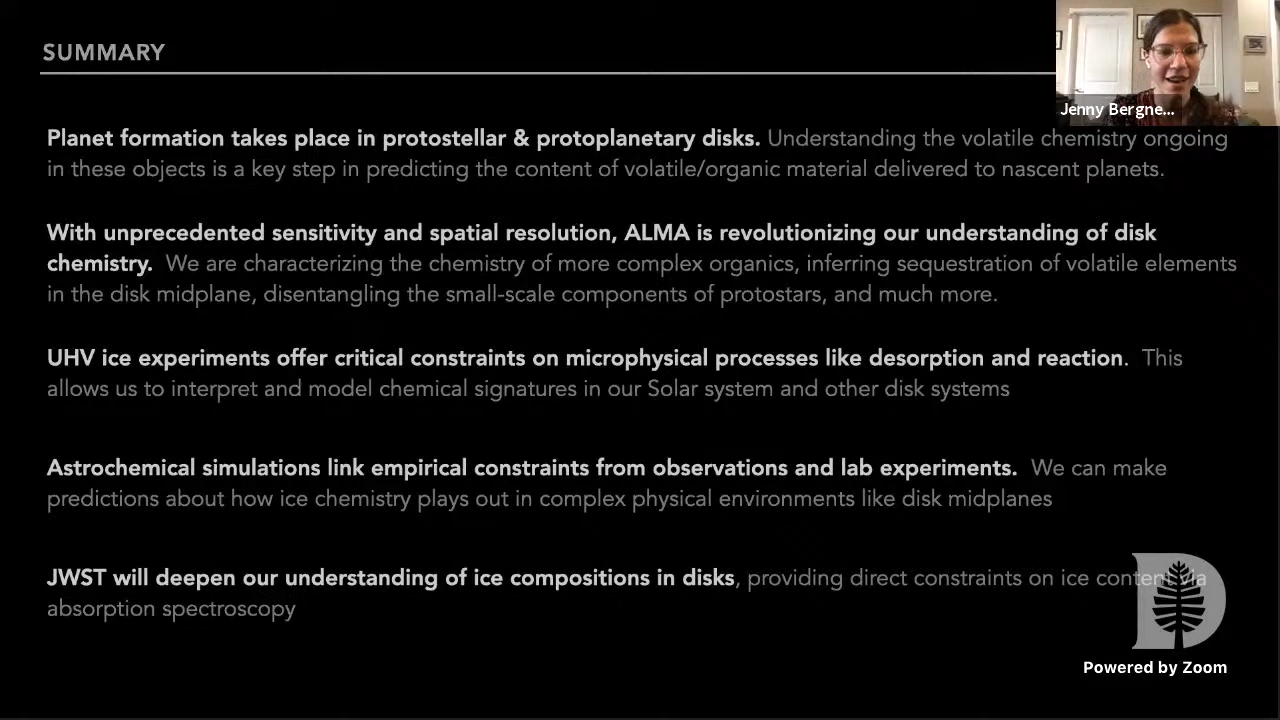 SUMMARY
Jenny Bergne...
Planet formation takes place in protostellar & protoplanetary disks. Understanding the volatile chemistry ongoing
in these objects is a key step in predicting the content of volatile/organic material delivered to nascent planets.
With unprecedented sensitivity and spatial resolution, ALMA is revolutionizing our understanding of disk
chemistry. We are characterizing the chemistry of more complex organics, inferring sequestration of volatile elements
in the disk midplane, disentangling the small-scale components of protostars, and much more.
UHV ice experiments offer critical constraints on microphysical processes like desorption and reaction. This
allows us to interpret and model chemical signatures in our Solar system and other disk systems
Astrochemical simulations link empirical constraints from observations and lab experiments. We can make
predictions about how ice chemistry plays out in complex physical environments like disk midplanes
JWST will deepen our understanding of ice compositions in disks, providing direct constraints on ice content via
absorption spectroscopy
D
Powered by Zoom